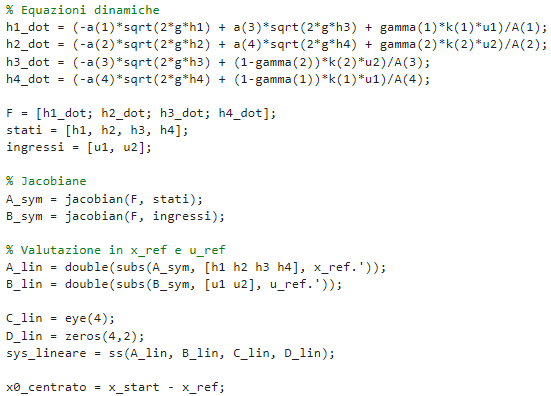 % Equazioni dinamiche
h1_dot = (-a(1)*sqrt(2*g*h1) + a(3)*sqrt(2*g*h3) + gamma(1)*k(1)*u1)/A(1);
h2_dot = (-a(2)*sqrt(2*g*h2) + a(4)*sqrt(2*g*h4) + gamma(2)*k(2)*u2)/A(2);
h3_dot = (-a(3)*sqrt(2*g*h3) + (1-gamma(2))*k(2)*u2)/A(3);
h4_dot = (-a(4)*sqrt(2*g*h4) + (1-gamma(1))*k(1)*u1)/A(4);
F = [h1_dot; h2_dot; h3_dot; h4_dot];
stati = [h1, h2, h3, h4];
ingressi = [u1, u2];
% Jacobiane
A_sym = jacobian(F, stati);
B_sym = jacobian(F, ingressi);
% Valutazione in x_ref e u_ref
A_lin = double(subs(A_sym, [h1 h2 h3 h4], x_ref.'));
B_lin = double(subs(B_sym, [u1 u2], u_ref.'));
C_lin = eye(4);
D_lin = zeros(4,2);
sys_lineare = ss(A_lin, B_lin, C_lin, D_lin);
x0_centrato = x_start - x_ref;